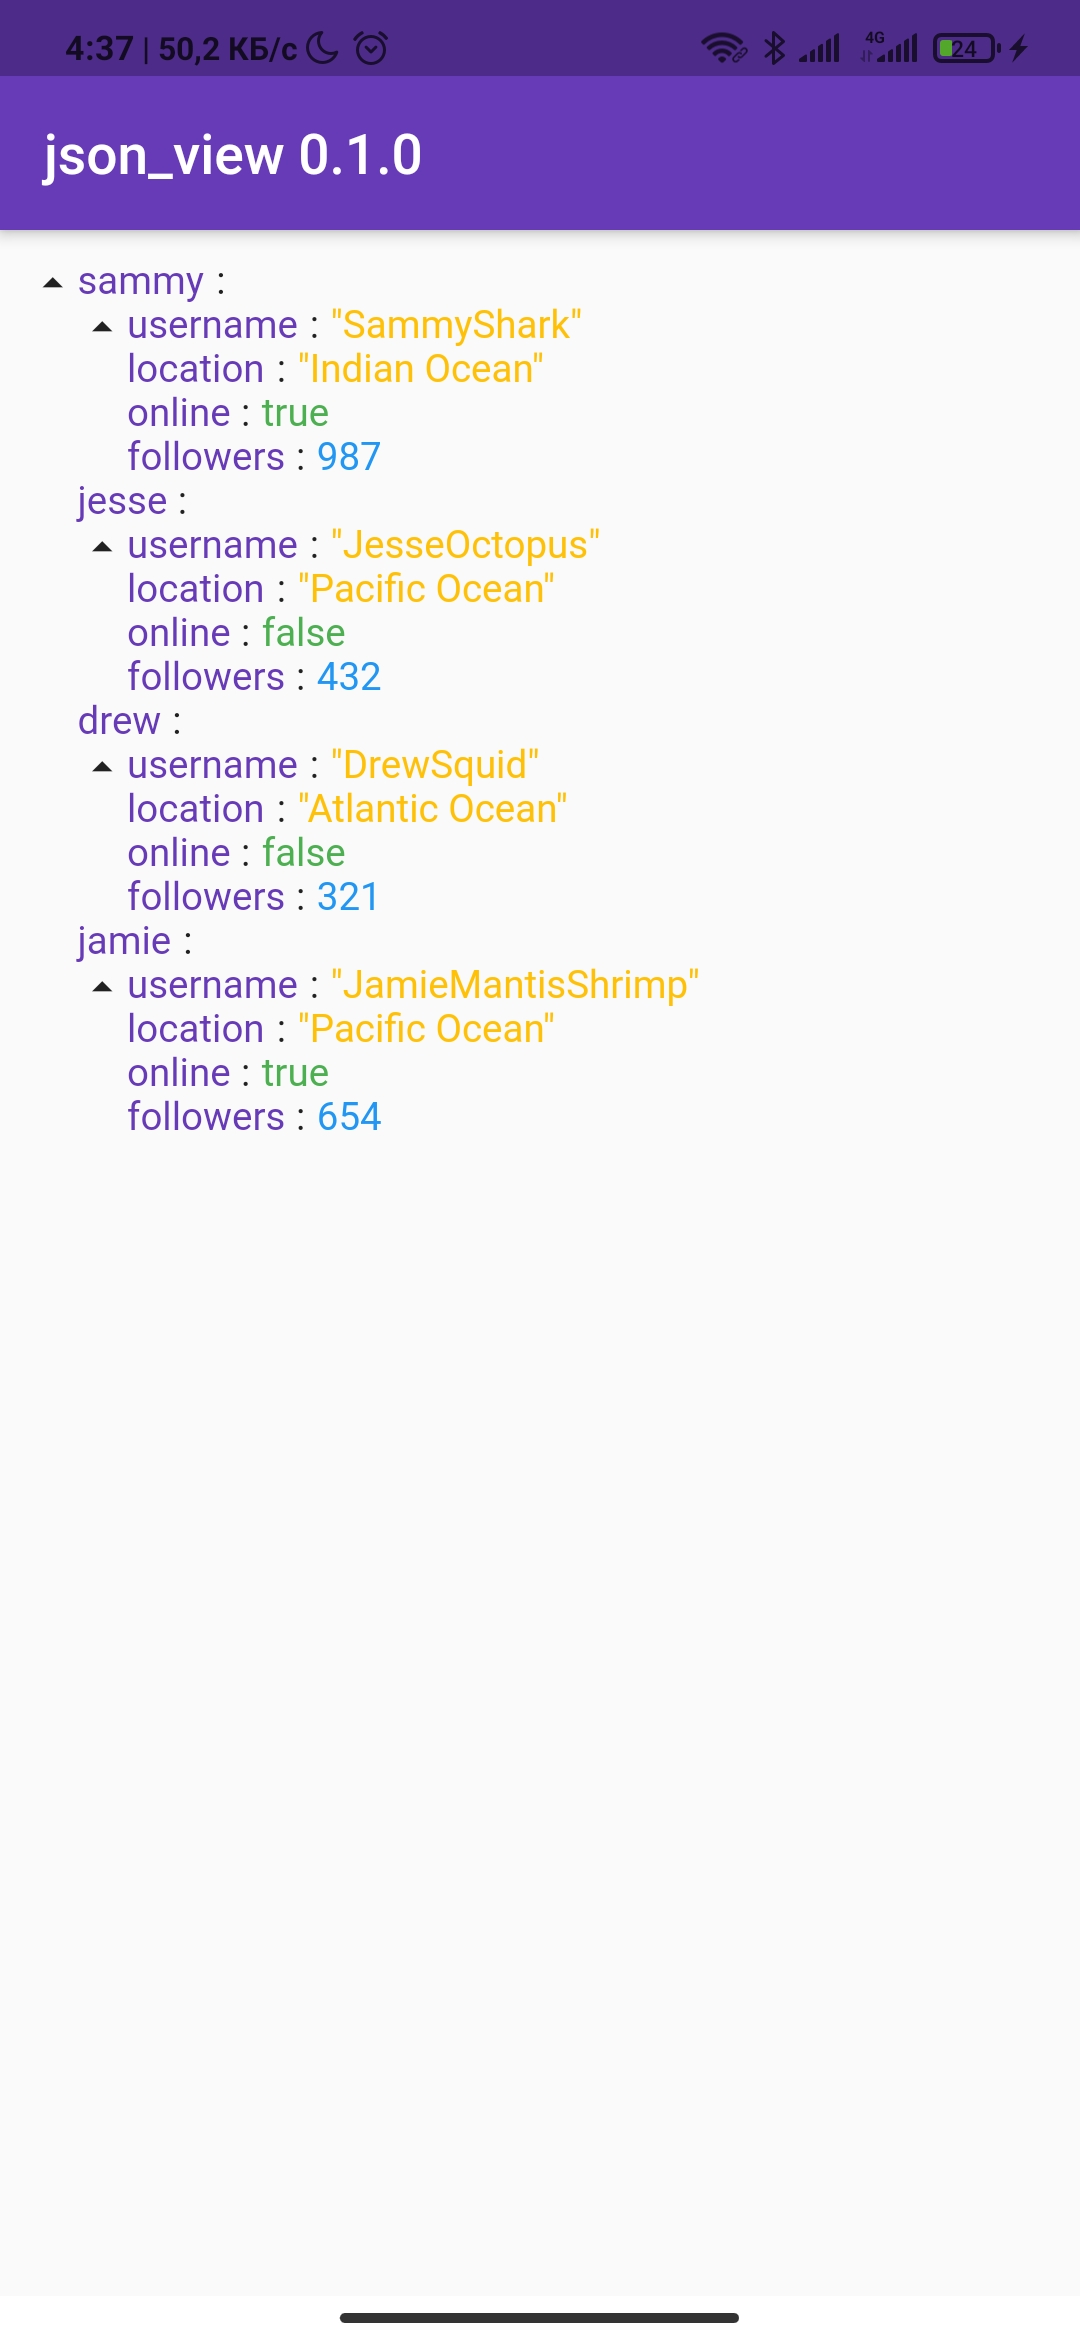 4:37 | 50,2 КБ/с 4G 24
json_view 0.1.0
sammy :
username : "SammyShark"
location : "Indian Ocean"
online : true
followers : 987
jesse :
username : "JesseOctopus"
location : "Pacific Ocean"
online : false
followers : 432
drew :
username : "DrewSquid"
location : "Atlantic Ocean"
online : false
followers : 321
jamie :
username : "JamieMantisShrimp"
location : "Pacific Ocean"
online : true
followers : 654